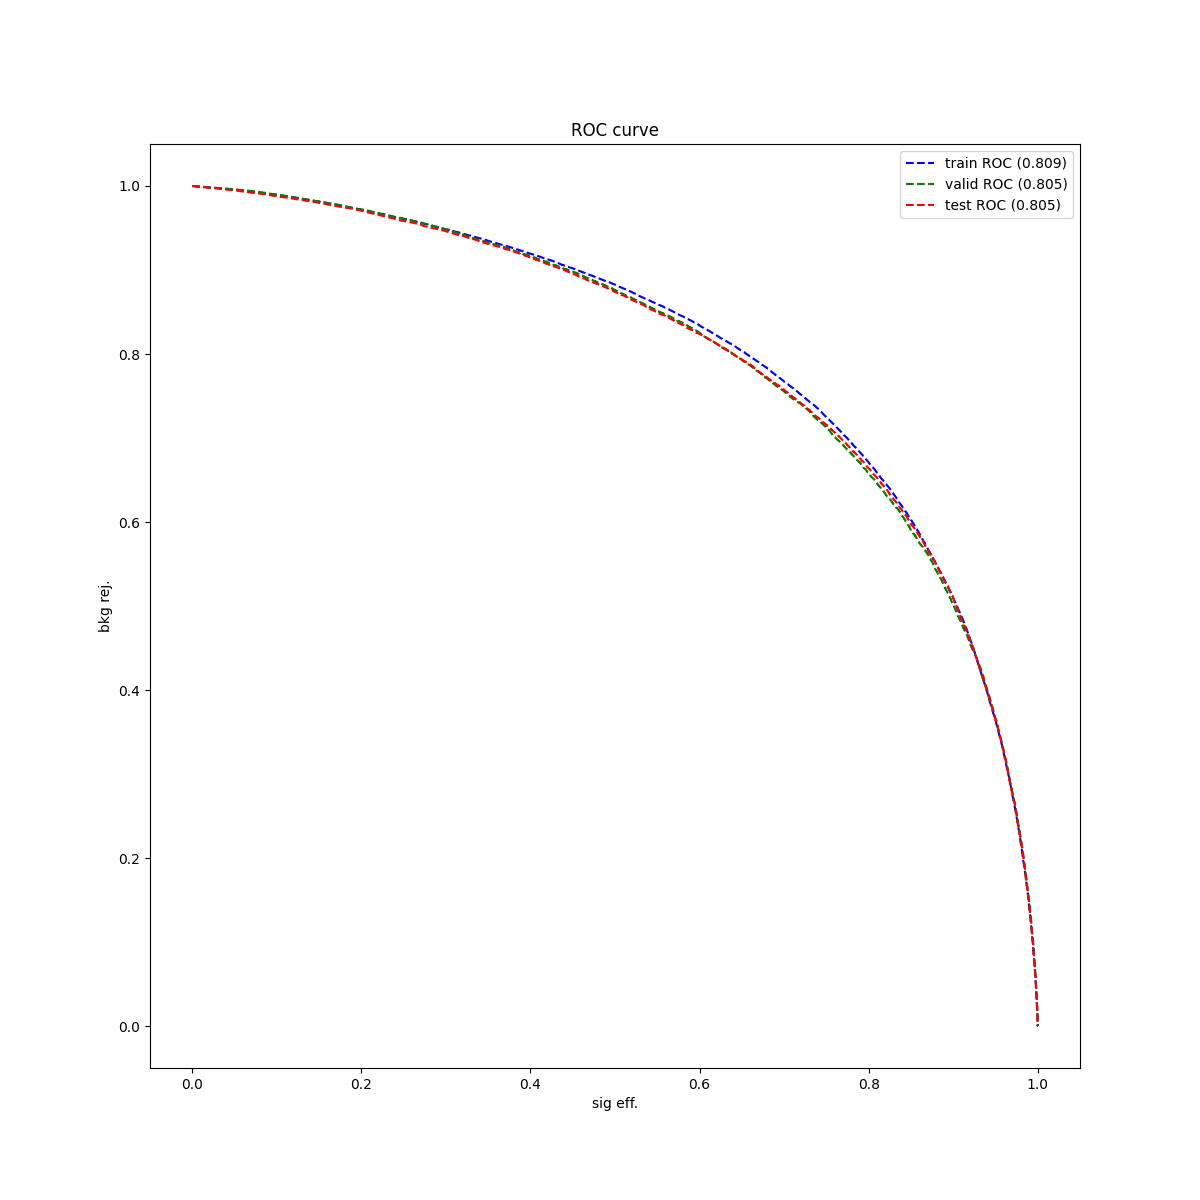 ROC curve
train ROC (0.809)
valid ROC (0.805)
test ROC (0.805)
1.0
0.8
0.6
0.4
0.2
0.0
bkg rej.
0.0 0.2 0.4 0.6 0.8 1.0
sig eff.